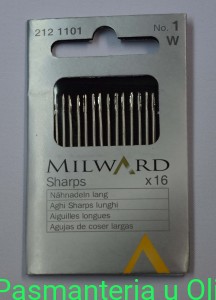 212 1101
No. 1
W
MILWARD
Sharps x16
Nähnadeln lang
Aghi Sharps lunghi
Aiguilles longues
Agujas de coser largas
Pasmanteria u Ol